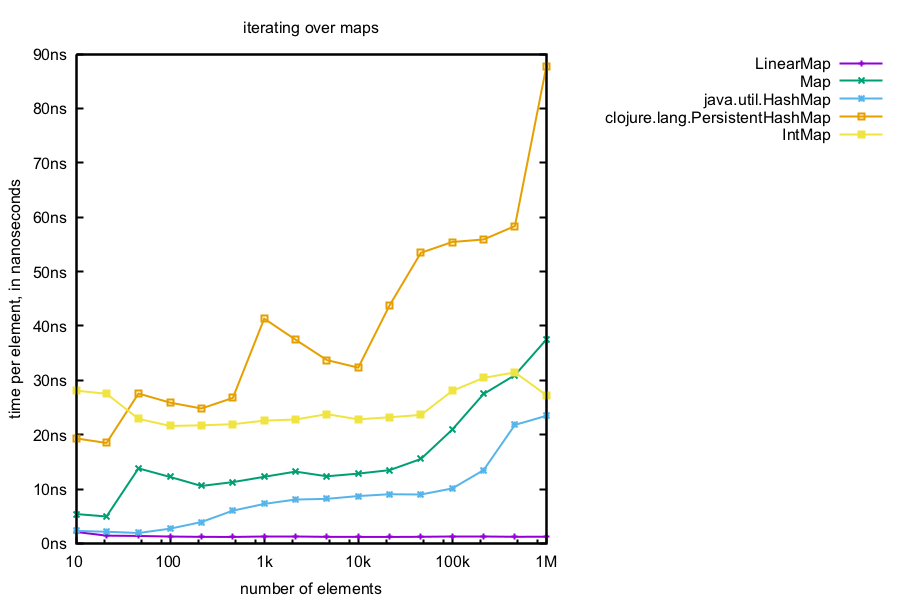 iterating over maps
90ns
80ns
70ns
60ns
50ns
40ns
30ns
20ns
10ns
0ns
time per element, in nanoseconds
10
100
1k
10k
100k
1M
number of elements
LinearMap
Map
java.util.HashMap
clojure.lang.PersistentHashMap
IntMap